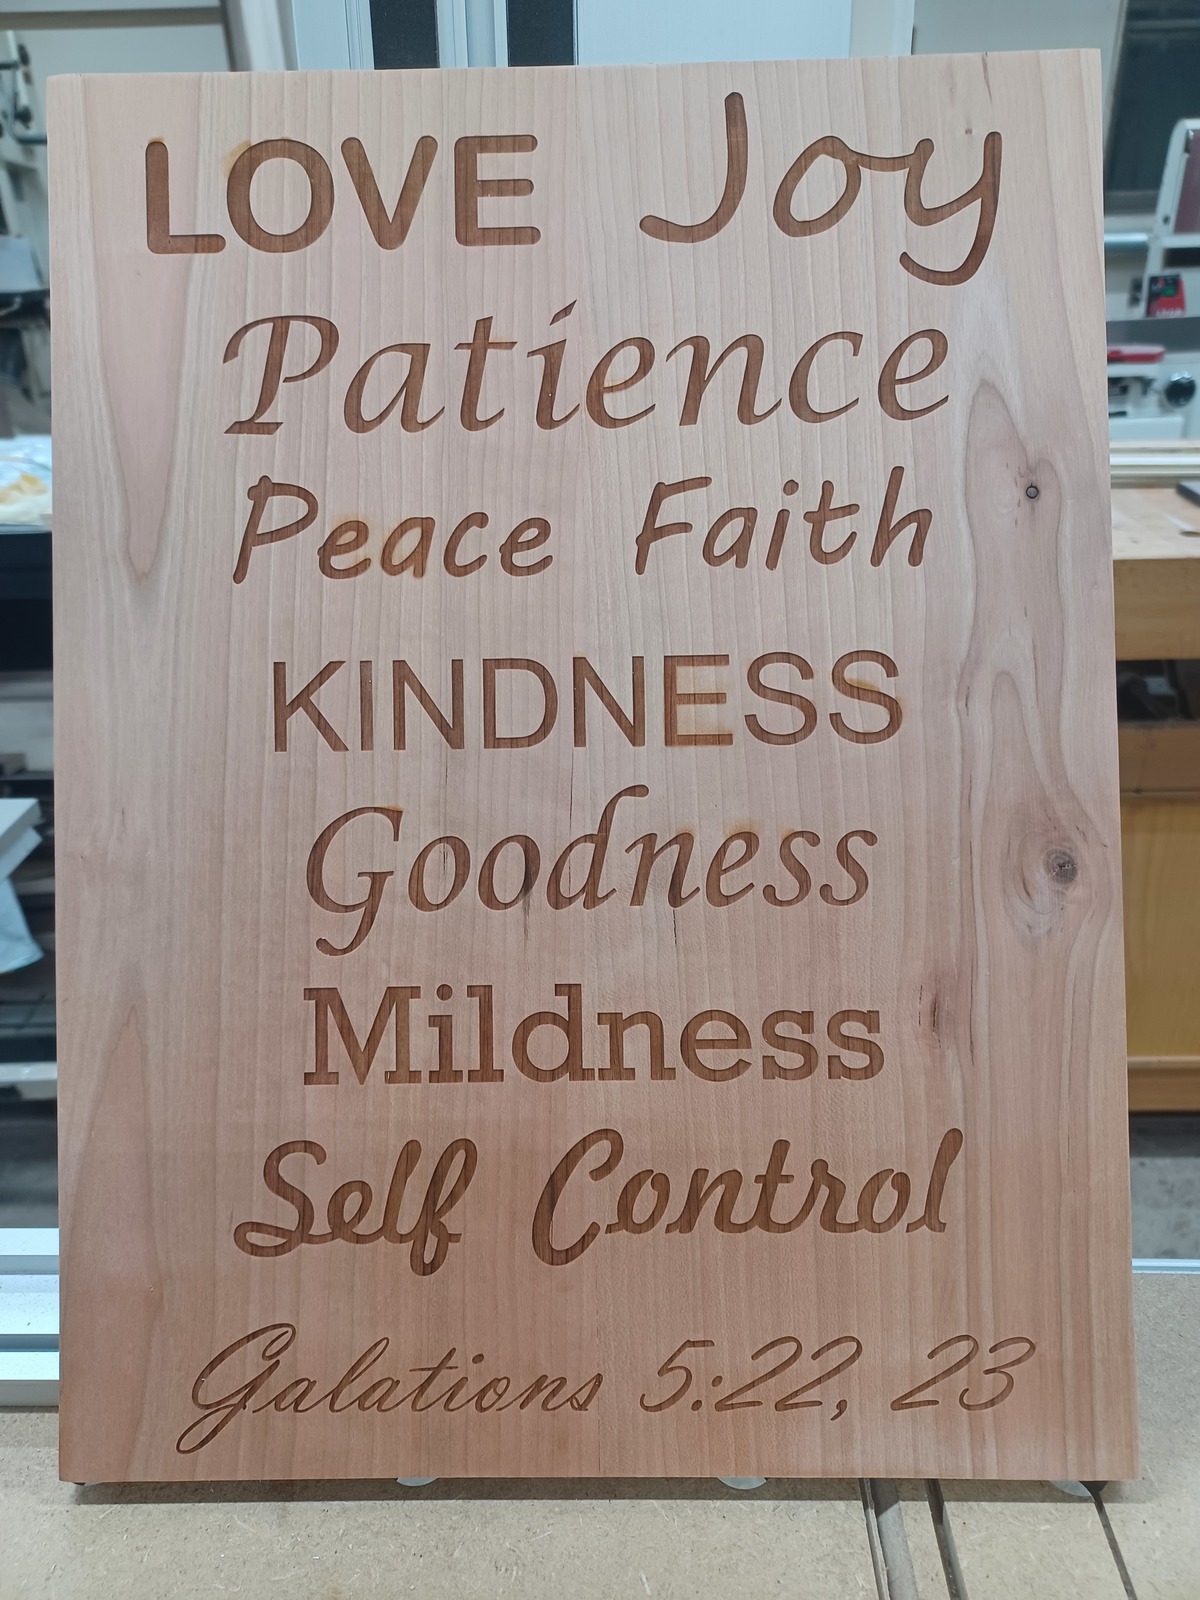 LOVE Joy
Patience
Peace Faith
KINDNESS
Goodness
Mildness
Self Control
Galations 5:22, 23